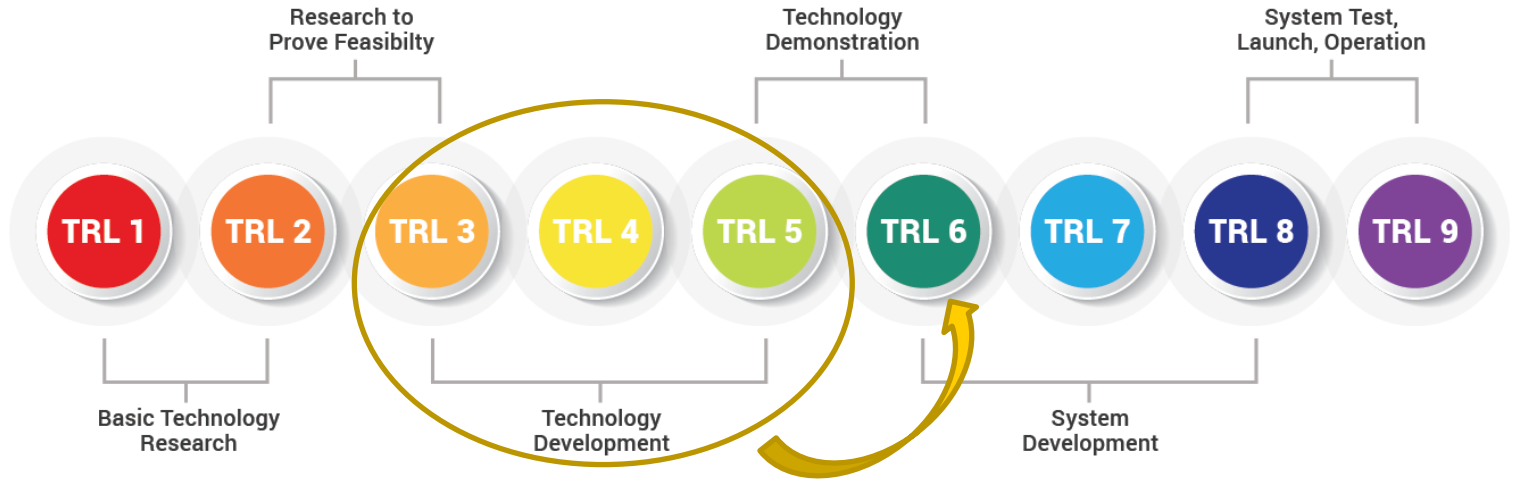 Research to
Prove Feasibilty
Technology
Demonstration
System Test,
Launch, Operation
TRL 1
TRL 2
TRL 3
TRL 4
TRL 5
TRL 6
TRL 7
TRL 8
TRL 9
Basic Technology
Research
Technology
Development
System
Development